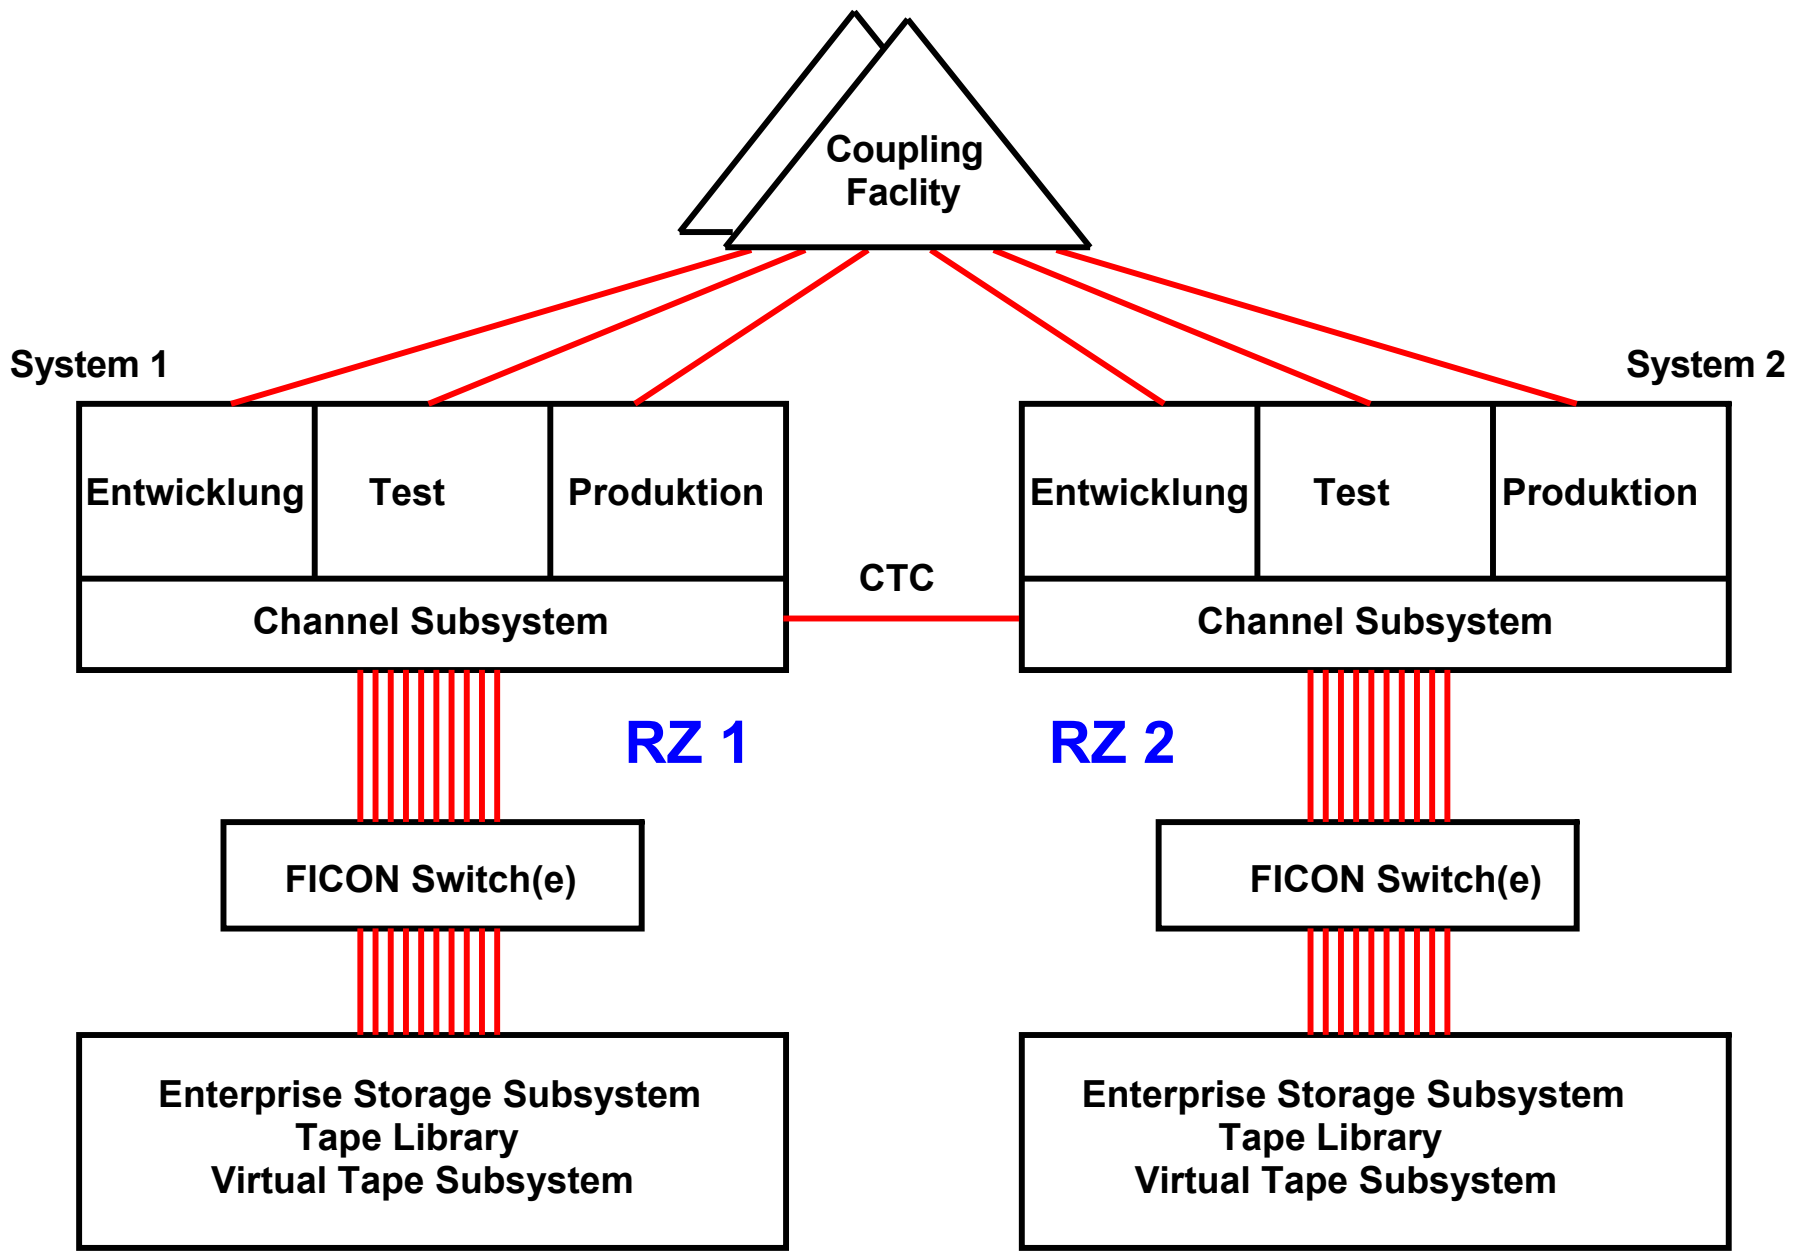 Coupling
Faclity
System 1
System 2
Entwicklung
Test
Produktion
Entwicklung
Test
Produktion
CTC
Channel Subsystem
Channel Subsystem
RZ 1
RZ 2
FICON Switch(e)
FICON Switch(e)
Enterprise Storage Subsystem
Tape Library
Virtual Tape Subsystem
Enterprise Storage Subsystem
Tape Library
Virtual Tape Subsystem